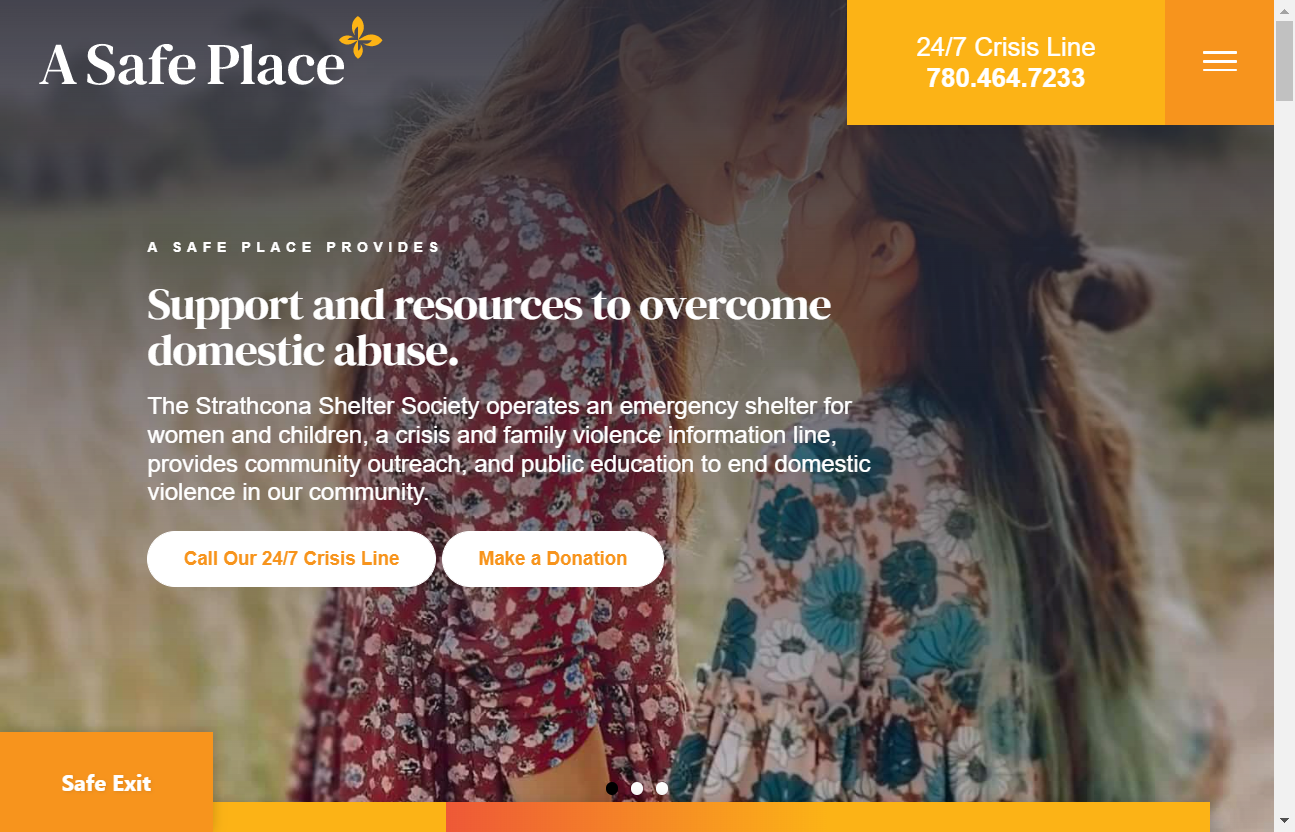 A Safe Place
24/7 Crisis Line
780.464.7233
A SAFE PLACE PROVIDES
Support and resources to overcome
domestic abuse.
The Strathcona Shelter Society operates an emergency shelter for
women and children, a crisis and family violence information line,
provides community outreach, and public education to end domestic
violence in our community.
Call Our 24/7 Crisis Line
Make a Donation
Safe Exit